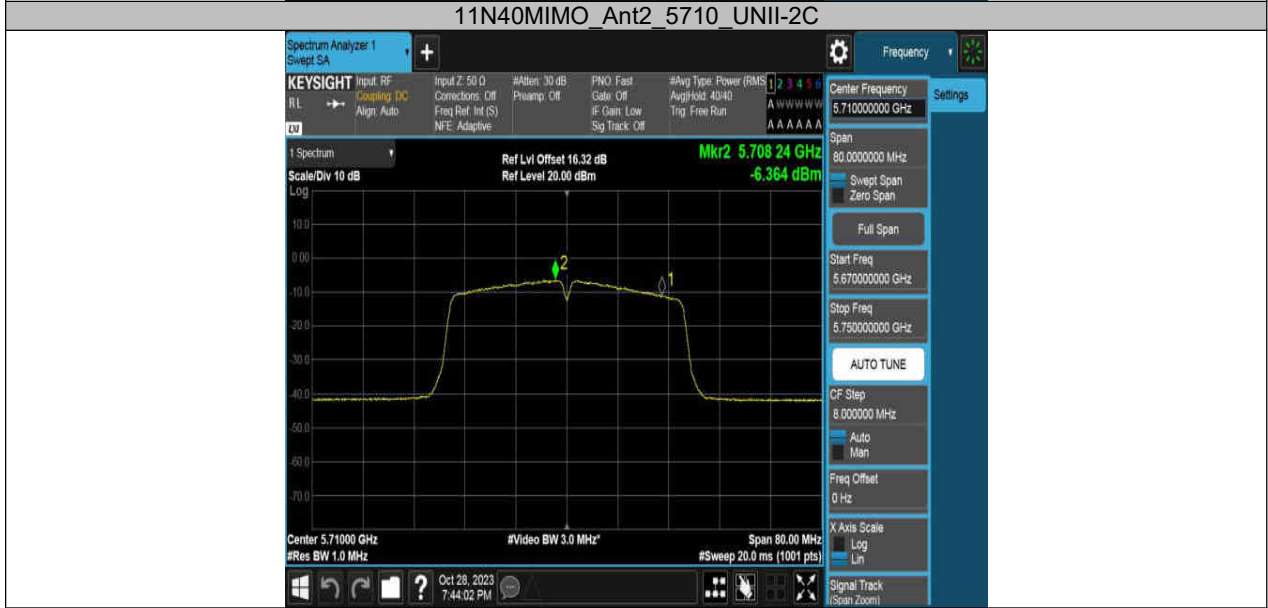 11N40MIMO_Ant2_5710_UNII-2C
Spectrum Analyzer 1
Swept SA
+
Frequency
KEYSIGHT
RL
Input: RF
Coupling: DC
Align: Auto
Input Z: 50 Ω
Corrections: Off
Freq Ref: Int (S)
NFE: Adaptive
#Atten: 30 dB
Preamp: Off
PNO: Fast
Gate: Off
IF Gain: Low
Sig Track: Off
#Avg Type: Power (RMS
Avg|Hold: 40/40
Trig: Free Run
1 2 3 4 5 6
A W W W W W
A A A A A A
Center Frequency
5.710000000 GHz
Settings
Span
80.0000000 MHz
Swept Span
Zero Span
Full Span
Start Freq
5.670000000 GHz
Stop Freq
5.750000000 GHz
AUTO TUNE
CF Step
8.000000 MHz
Auto
Man
Freq Offset
0 Hz
X Axis Scale
Log
Lin
Signal Track
(Span Zoom)
1 Spectrum
Ref Lvl Offset 16.32 dB
Mkr2 5.708 24 GHz
Scale/Div 10 dB
Ref Level 20.00 dBm
-6.364 dBm
Log
10.0
0.00
2
1
-10.0
-20.0
-30.0
-40.0
-50.0
-60.0
-70.0
Center 5.71000 GHz
#Video BW 3.0 MHz*
Span 80.00 MHz
#Res BW 1.0 MHz
#Sweep 20.0 ms (1001 pts)
?
Oct 28, 2023
7:44:02 PM